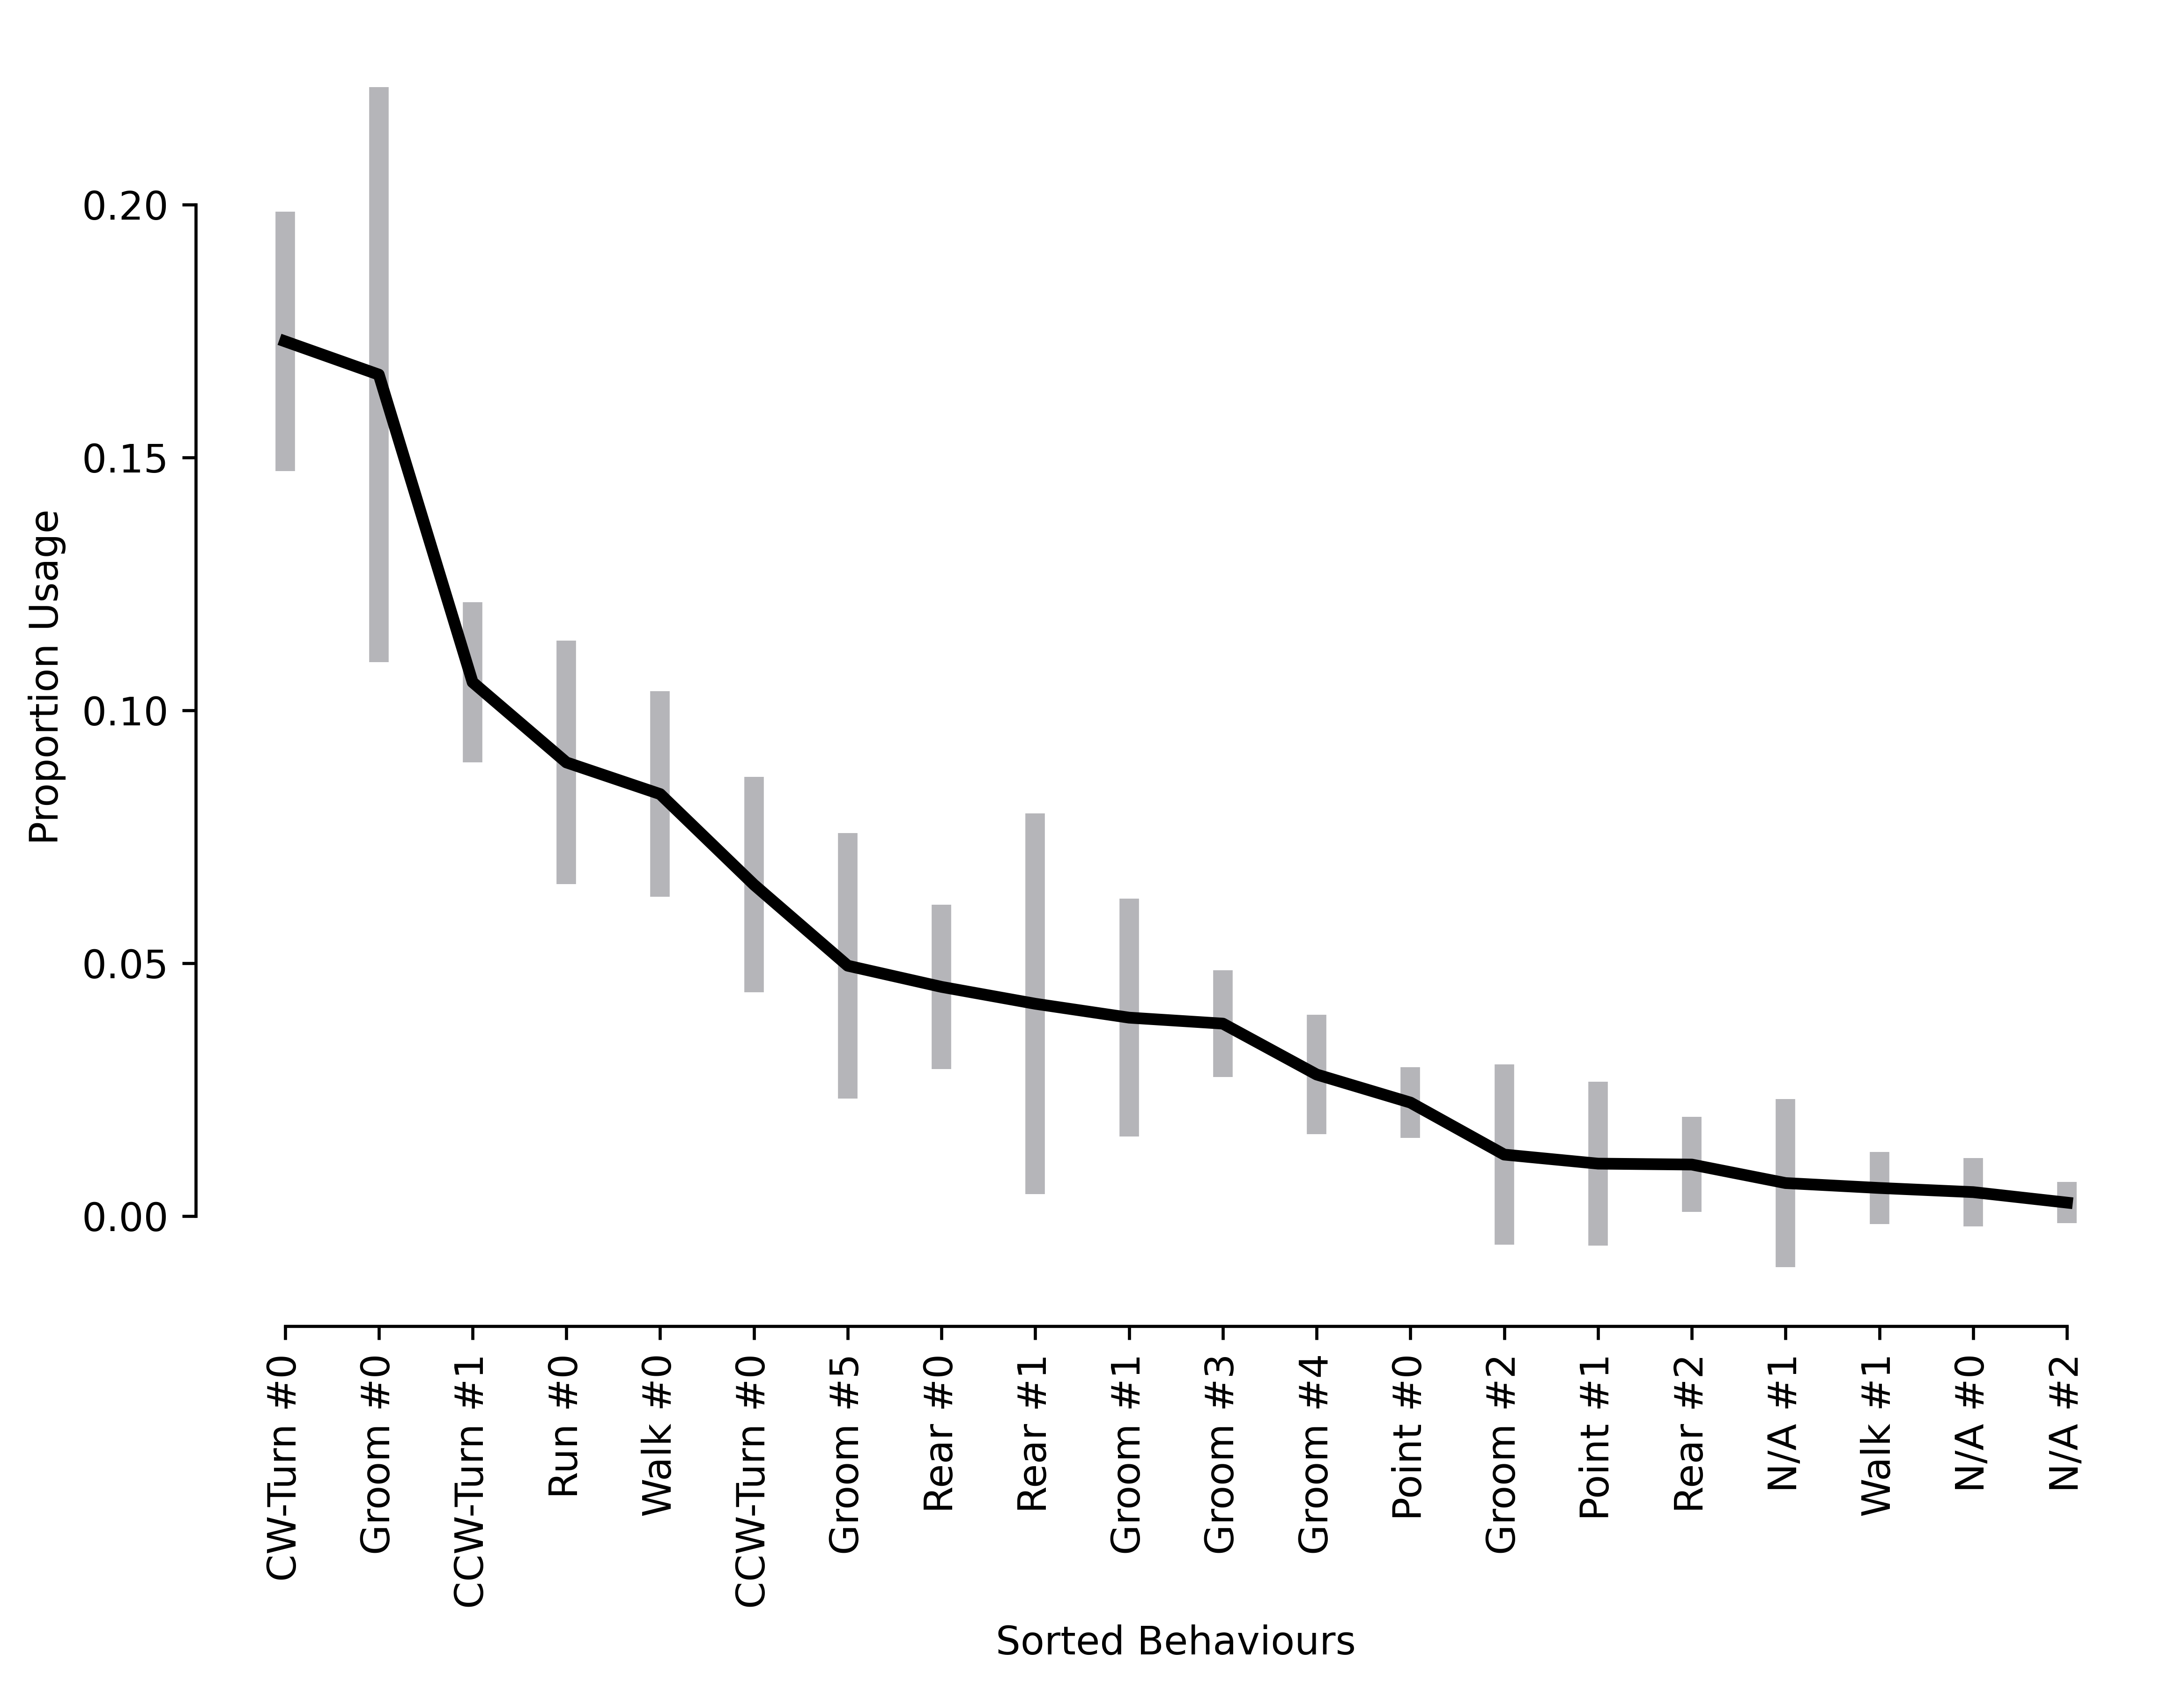 0.20
0.15
0.10
0.05
0.00
Proportion Usage
CW-Turn #0
Groom #0
CCW-Turn #1
Run #0
Walk #0
CCW-Turn #0
Groom #5
Rear #0
Rear #1
Groom #1
Groom #3
Groom #4
Point #0
Groom #2
Point #1
Rear #2
N/A #1
Walk #1
N/A #0
N/A #2
Sorted Behaviours